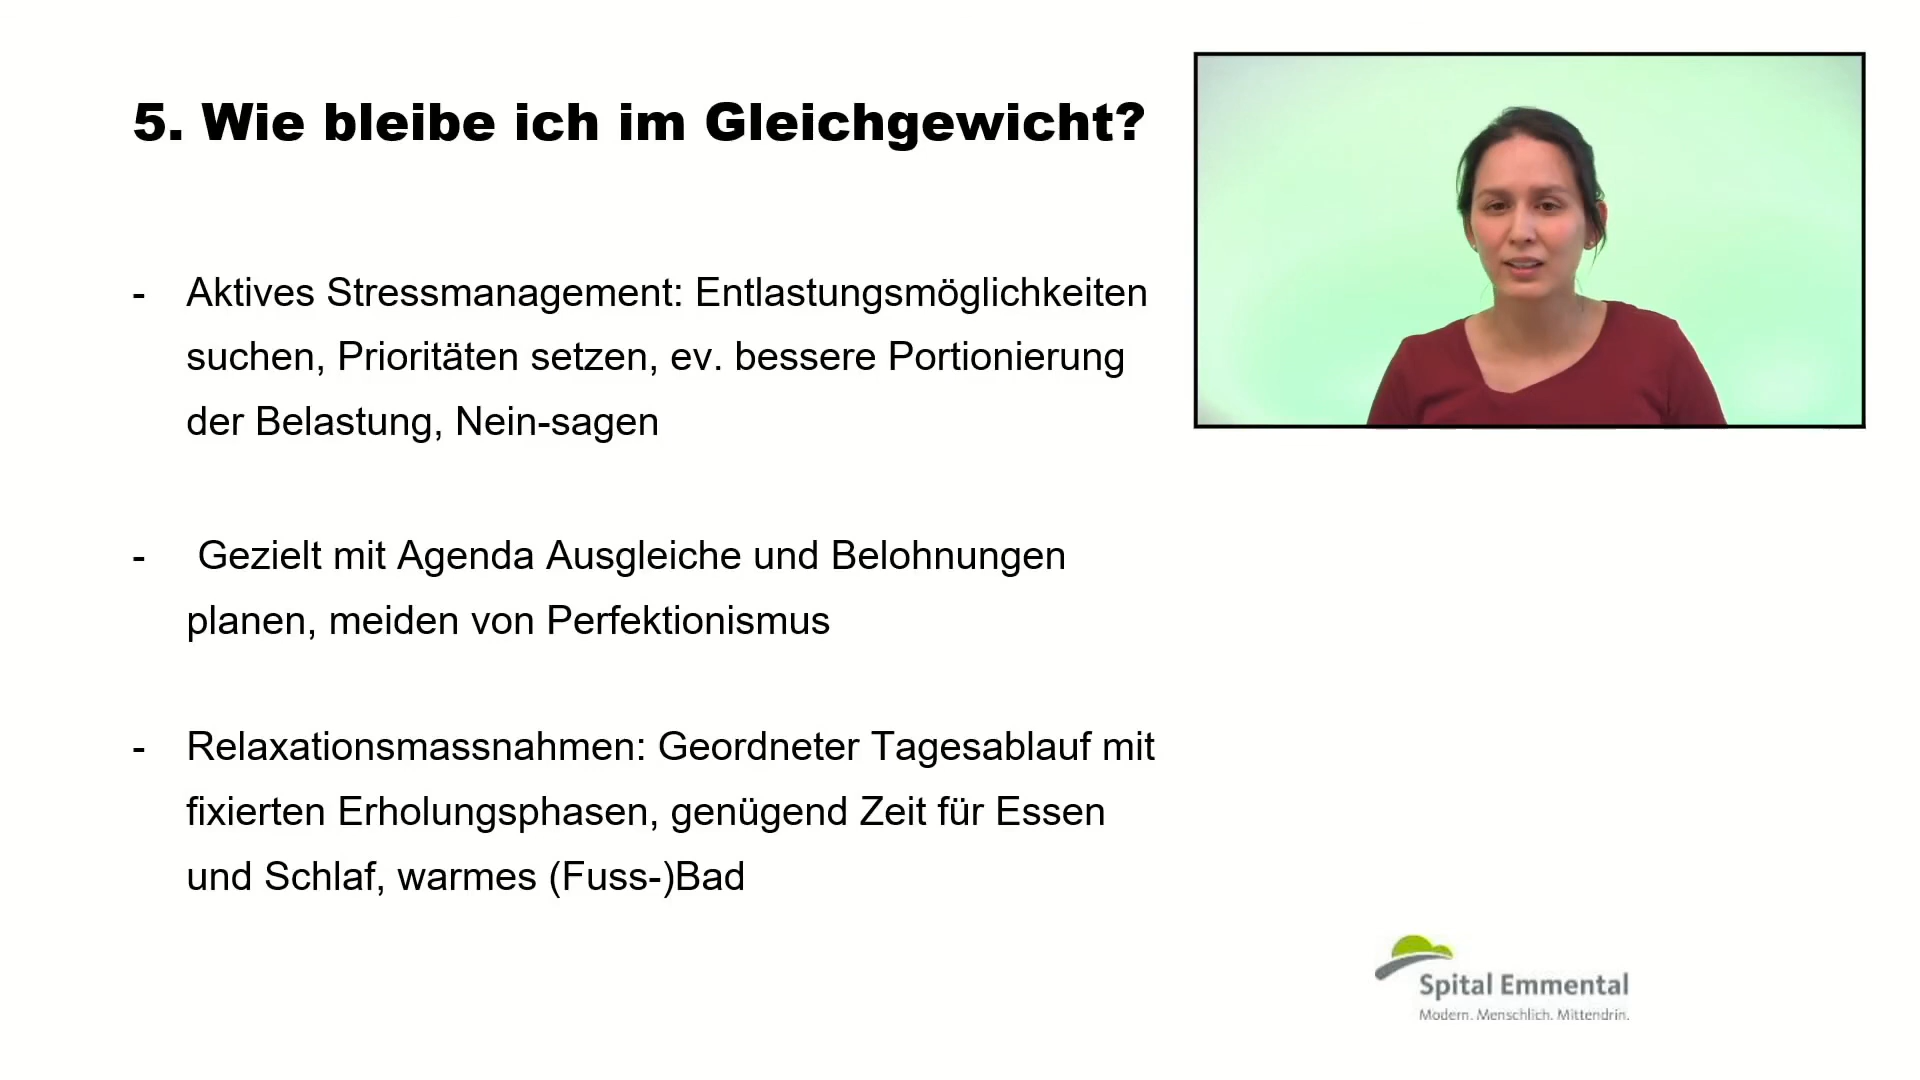 5. Wie bleibe ich im Gleichgewicht?
- Aktives Stressmanagement: Entlastungsmöglichkeiten
suchen, Prioritäten setzen, ev. bessere Portionierung
der Belastung, Nein-sagen
- Gezielt mit Agenda Ausgleiche und Belohnungen
planen, meiden von Perfektionismus
- Relaxationsmassnahmen: Geordneter Tagesablauf mit
fixierten Erholungsphasen, genügend Zeit für Essen
und Schlaf, warmes (Fuss-)Bad
Spital Emmental
Modern. Menschlich. Mittendrin.